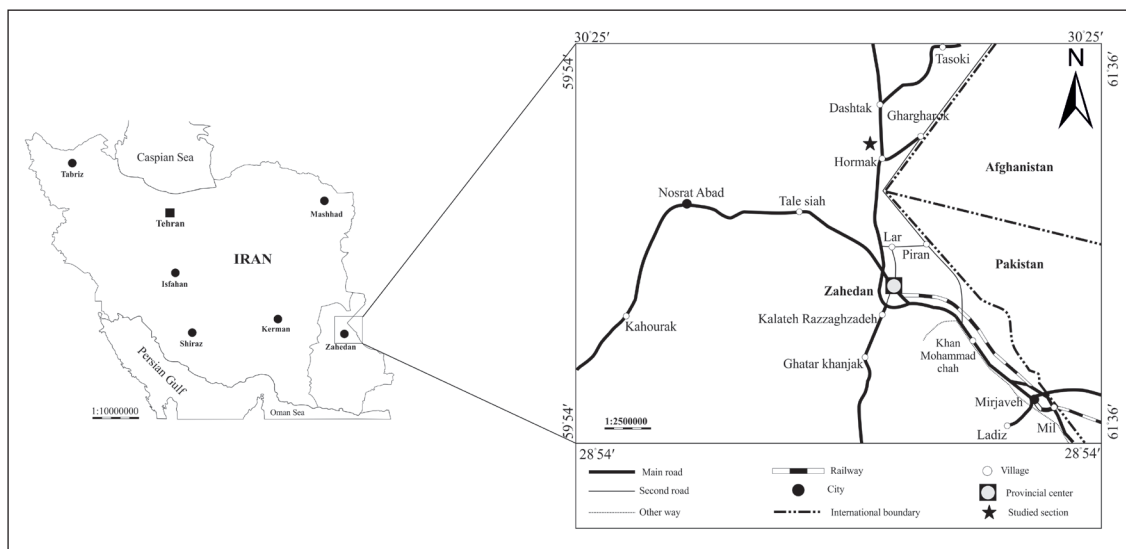 Caspian Sea
Tabriz
Mashhad
Tehran
IRAN
Isfahan
Kerman
Shiraz
Zahedan
Persian Gulf
Oman Sea
1:10000000
30°25′
30°25′
59°54′
61°36′
N
Tasoki
Dashtak
Ghargharok
Hormak
Afghanistan
Nosrat Abad
Tale siah
Lar
Piran
Pakistan
Zahedan
Kalateh Razzaghzadeh
Kahourak
Khan
Mohammad
chah
Ghatar khanjak
Mirjaveh
Ladiz
Mil
1:2500000
59°54′
61°36′
28°54′
28°54′
Main road
Railway
Village
Second road
City
Provincial center
Other way
International boundary
Studied section